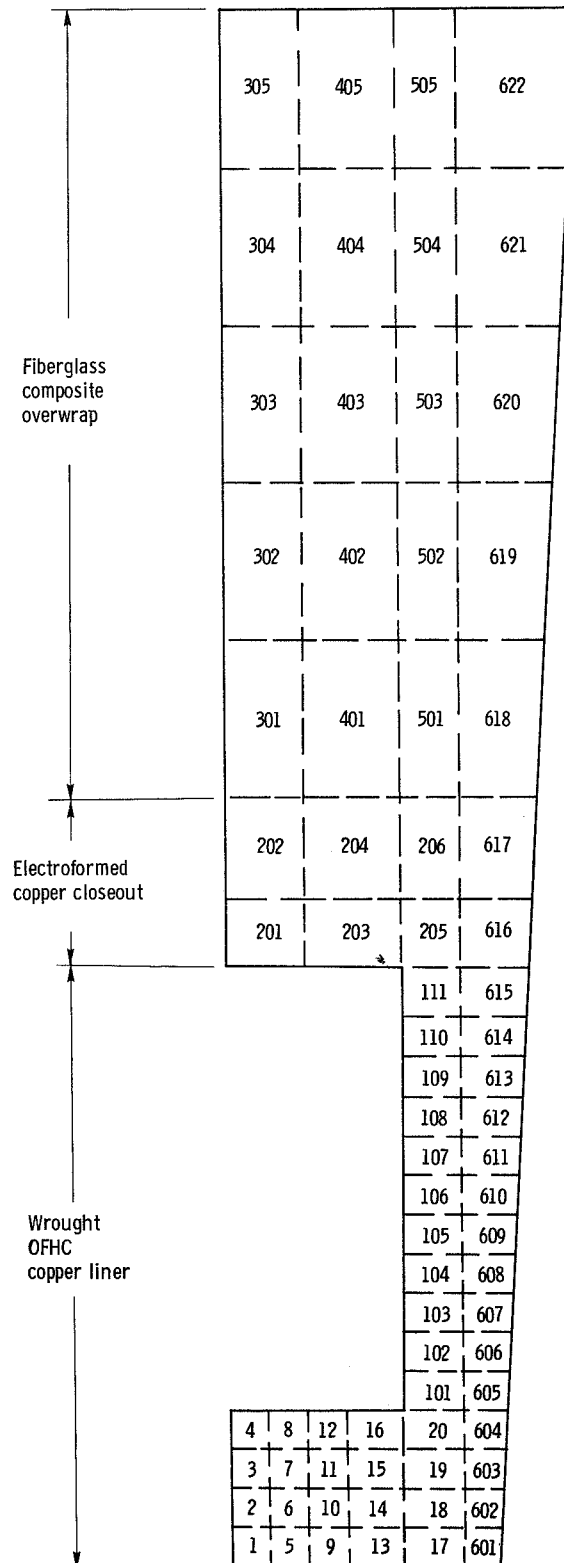 305 405 505 622
304 404 504 621
Fiberglass
composite
overwrap
303 403 503 620
302 402 502 619
301 401 501 618
Electroformed
copper closeout
202 204 206 617
201 203 205 616
111 615
110 614
109 613
108 612
107 611
106 610
Wrought
OFHC
copper liner
105 609
104 608
103 607
102 606
101 605
4 8 12 16 20 604
3 7 11 15 19 603
2 6 10 14 18 602
1 5 9 13 17 601